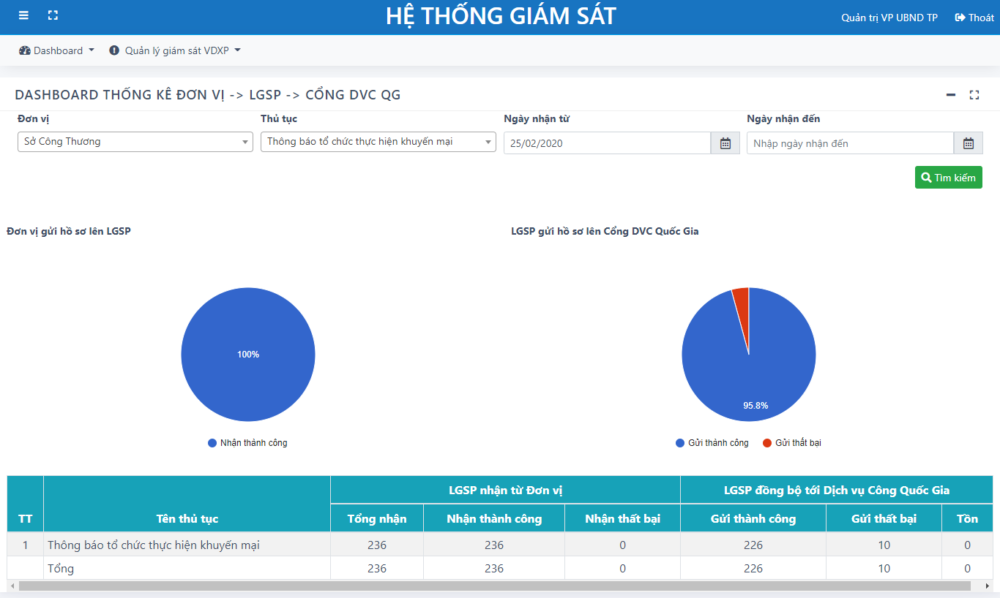 HỆ THỐNG GIÁM SÁT
Quản trị VP UBND TP
Thoát
Dashboard
Quản lý giám sát VDXP
DASHBOARD THỐNG KÊ ĐƠN VỊ -> LGSP -> CỔNG DVC QG
Đơn vị
Thủ tục
Ngày nhận từ
Ngày nhận đến
Sở Công Thương
Thông báo tổ chức thực hiện khuyến mại
25/02/2020
Nhập ngày nhận đến
Tìm kiếm
Đơn vị gửi hồ sơ lên LGSP
LGSP gửi hồ sơ lên Cổng DVC Quốc Gia
100%
95.8%
Nhận thành công
Gửi thành công
Gửi thất bại
LGSP nhận từ Đơn vị
LGSP đồng bộ tới Dịch vụ Công Quốc Gia
TT
Tên thủ tục
Tổng nhận
Nhận thành công
Nhận thất bại
Gửi thành công
Gửi thất bại
Tồn
1 Thông báo tổ chức thực hiện khuyến mại 236 236 0 226 10 0
Tổng 236 236 0 226 10 0